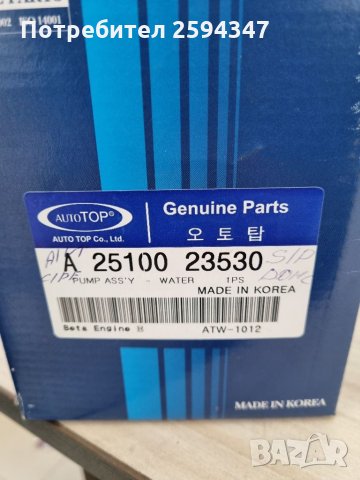 Потребител 2594347
AUTOTOP
AUTO TOP Co., Ltd.
Genuine Parts
오토탑
K 25100 23530
PUMP ASS'Y - WATER 1PS
MADE IN KOREA
Beta Engine
ATW-1012
MADE IN KOREA
BAZAR